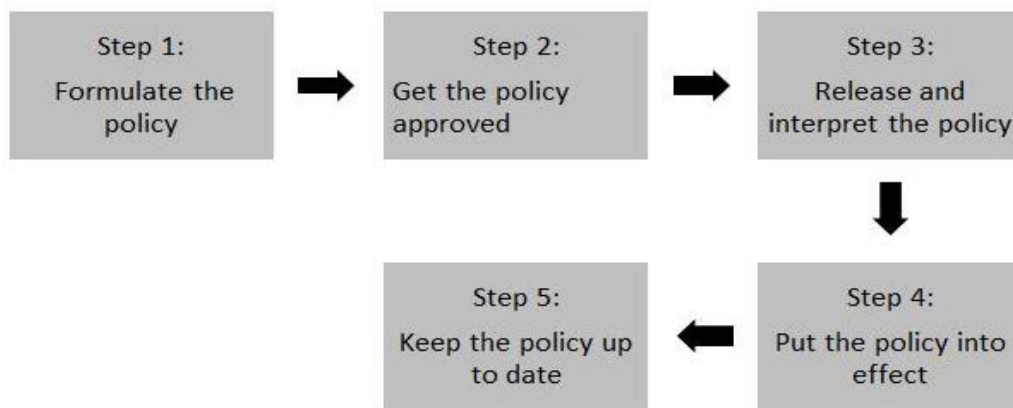 Step 1:
Formulate the
policy
Step 2:
Get the policy
approved
Step 3:
Release and
interpret the policy
Step 4:
Put the policy into
effect
Step 5:
Keep the policy up
to date